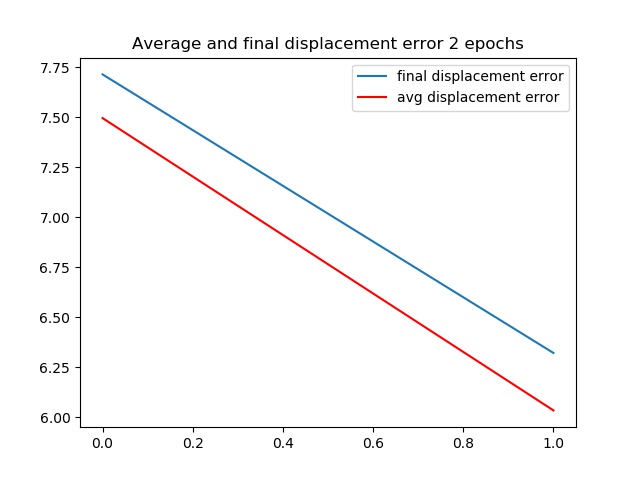 Average and final displacement error 2 epochs
final displacement error
avg displacement error
7.75
7.50
7.25
7.00
6.75
6.50
6.25
6.00
0.0 0.2 0.4 0.6 0.8 1.0